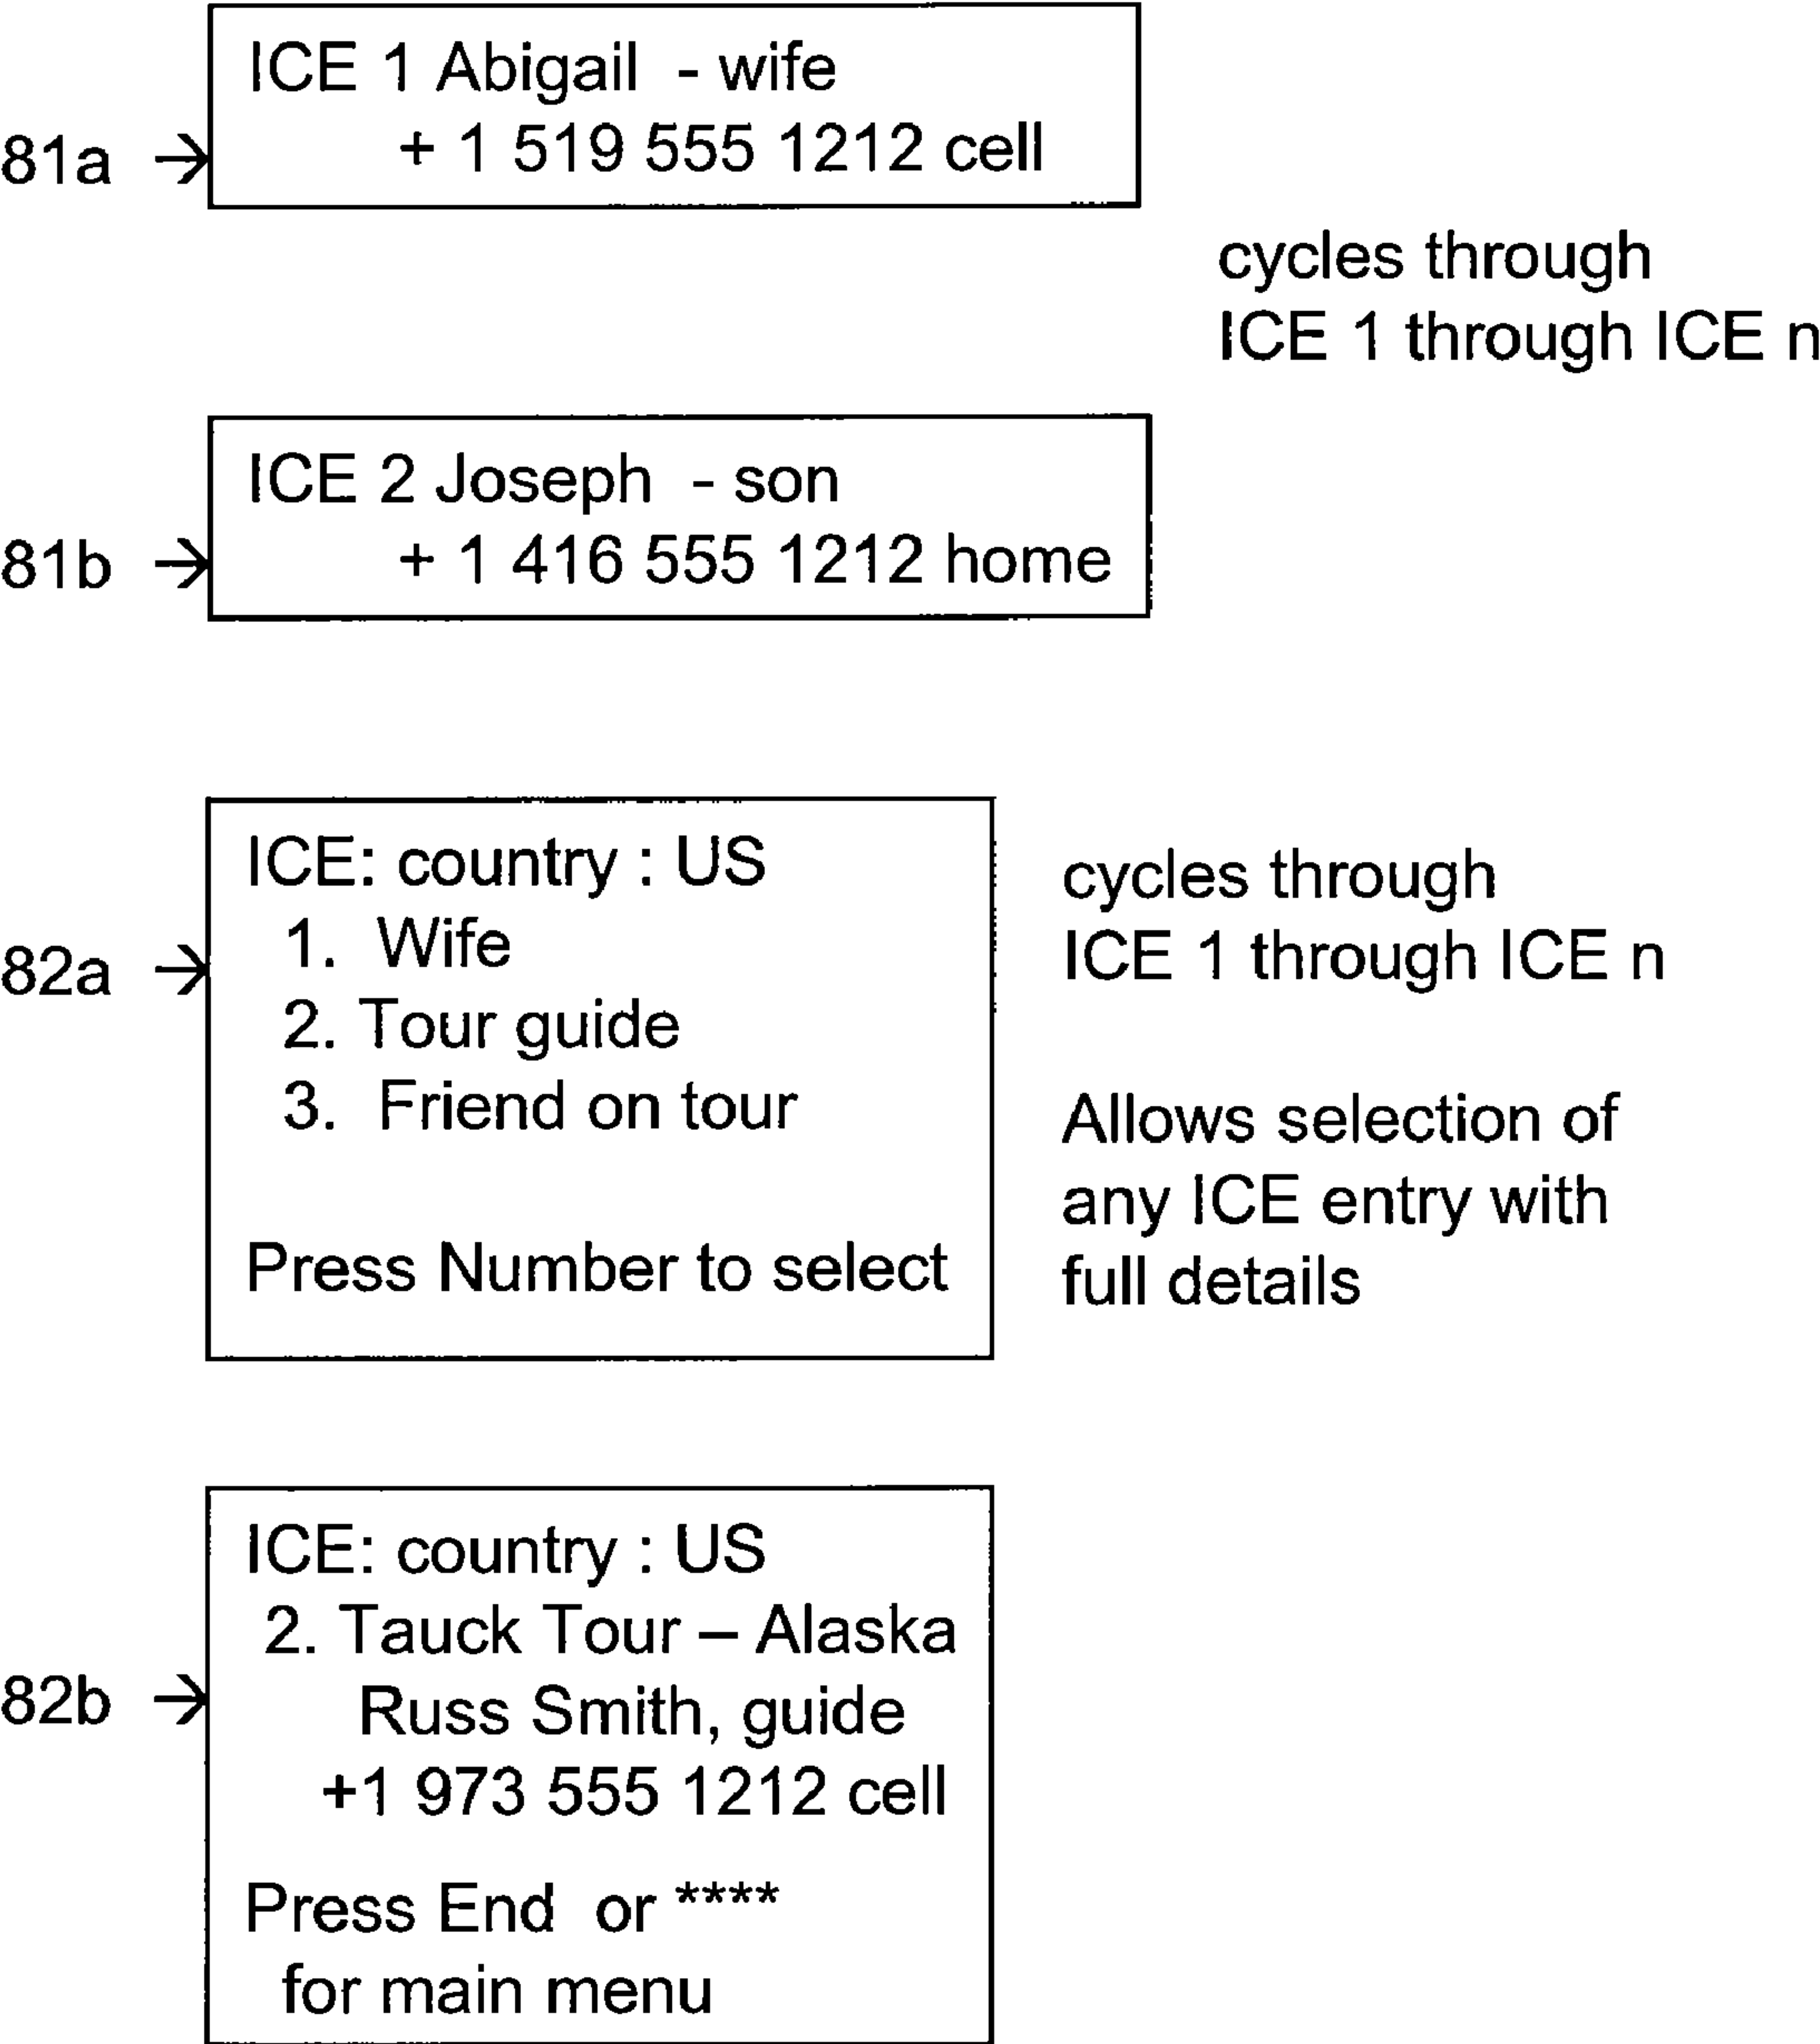 ICE 1 Abigail - wife
81a → + 1 519 555 1212 cell
cycles through
ICE 1 through ICE n
ICE 2 Joseph - son
81b → + 1 416 555 1212 home
ICE: country : US
1. Wife
82a →
2. Tour guide
3. Friend on tour
Press Number to select
cycles through
ICE 1 through ICE n
Allows selection of
any ICE entry with
full details
ICE: country : US
2. Tauck Tour – Alaska
82b → Russ Smith, guide
+1 973 555 1212 cell
Press End or ****
for main menu